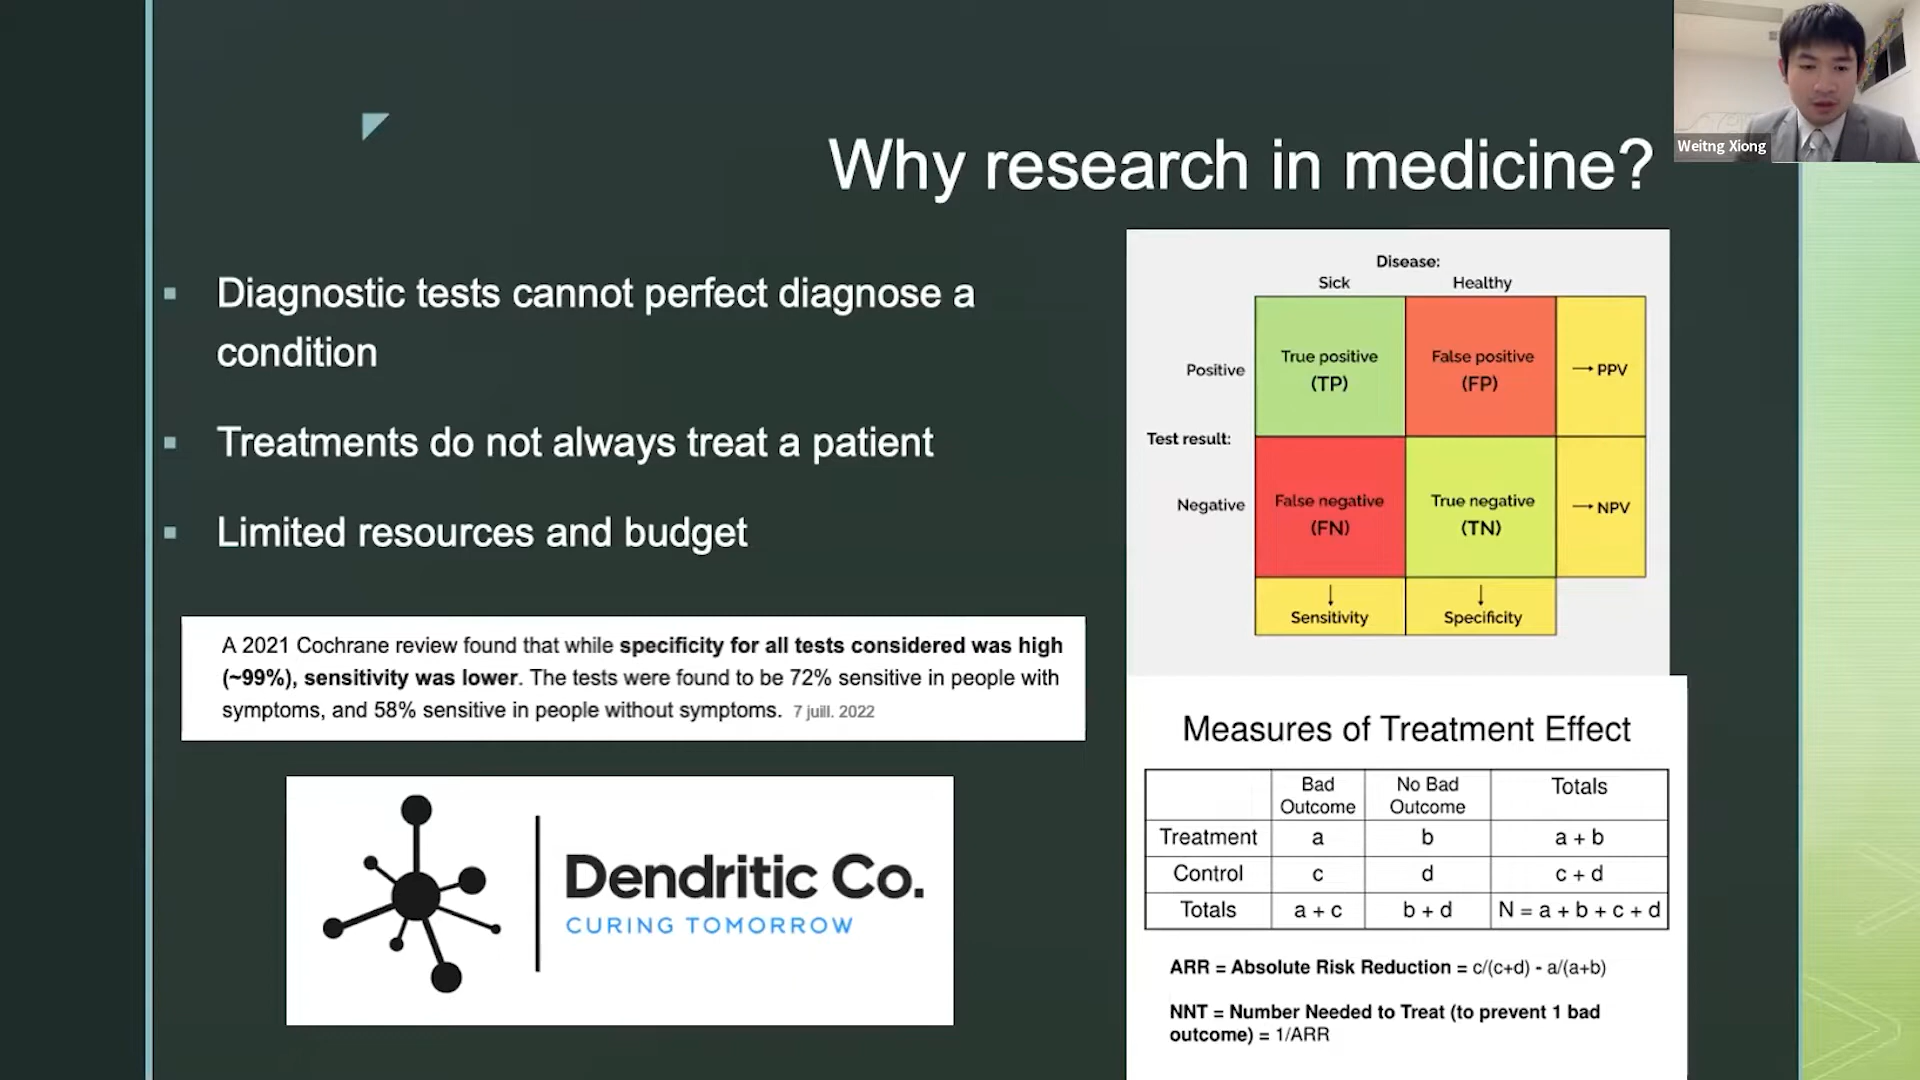 Why research in medicine?
Weitng Xiong
Diagnostic tests cannot perfect diagnose a
condition
Treatments do not always treat a patient
Limited resources and budget
A 2021 Cochrane review found that while specificity for all tests considered was high
(~99%), sensitivity was lower. The tests were found to be 72% sensitive in people with
symptoms, and 58% sensitive in people without symptoms. 7 juill. 2022
Dendritic Co.
CURING TOMORROW
Disease:
Sick Healthy
Positive
True positive
(TP)
False positive
(FP)
→ PPV
Test result:
Negative
False negative
(FN)
True negative
(TN)
→ NPV
↓ ↓
Sensitivity Specificity
Measures of Treatment Effect
Bad
Outcome
No Bad
Outcome
Totals
Treatment a b a + b
Control c d c + d
Totals a + c b + d N = a + b + c + d
ARR = Absolute Risk Reduction = c/(c+d) - a/(a+b)
NNT = Number Needed to Treat (to prevent 1 bad
outcome) = 1/ARR